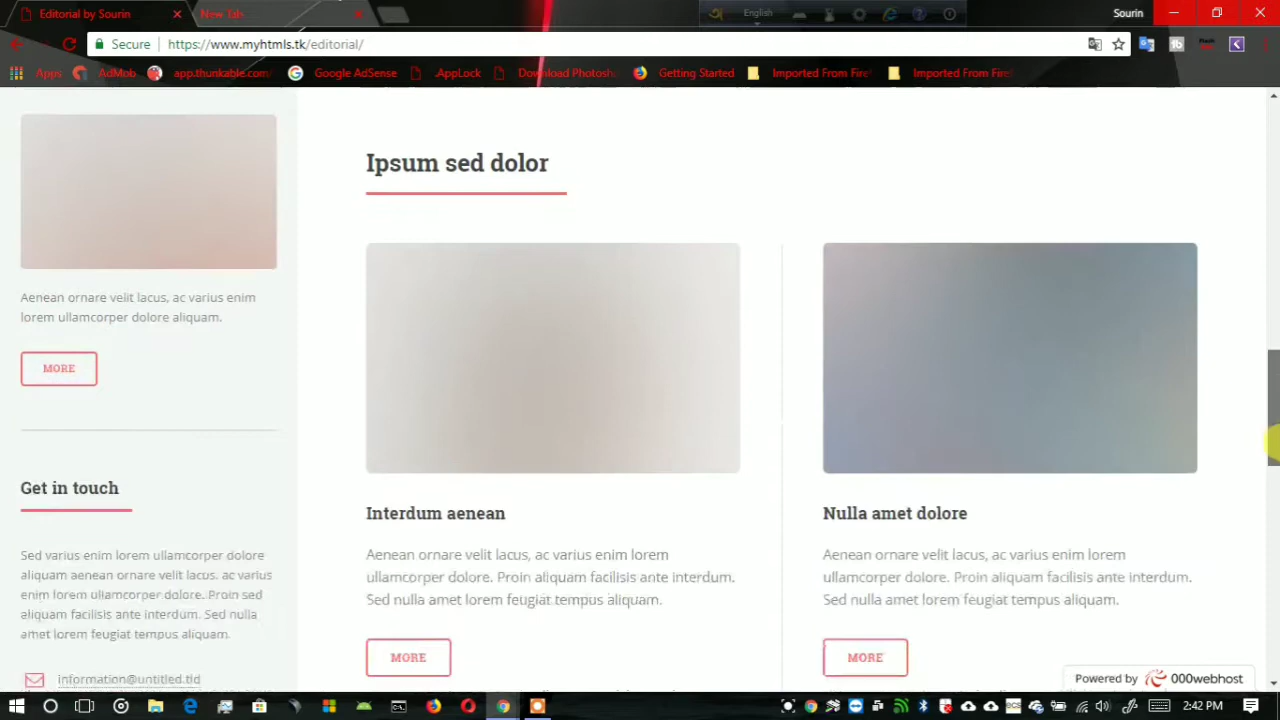 Editorial by Sourin
New Tab
English
Sourin
Secure
https://www.myhtmls.tk/editorial/
Apps
AdMob
app.thunkable.com/
Google AdSense
.AppLock
Download Photosh
Getting Started
Imported From Firef
Imported From Firef
Ipsum sed dolor
Aenean ornare velit lacus, ac varius enim
lorem ullamcorper dolore aliquam.
MORE
Get in touch
Sed varius enim lorem ullamcorper dolore
aliquam aenean ornare velit lacus, ac varius
enim lorem ullamcorper dolore. Proin sed
aliquam facilisis ante interdum. Sed nulla
amet lorem feugiat tempus aliquam.
information@untitled.tld
Interdum aenean
Aenean ornare velit lacus, ac varius enim lorem
ullamcorper dolore. Proin aliquam facilisis ante interdum.
Sed nulla amet lorem feugiat tempus aliquam.
MORE
Nulla amet dolore
Aenean ornare velit lacus, ac varius enim lorem
ullamcorper dolore. Proin aliquam facilisis ante interdum.
Sed nulla amet lorem feugiat tempus aliquam.
MORE
Powered by 000webhost
2:42 PM